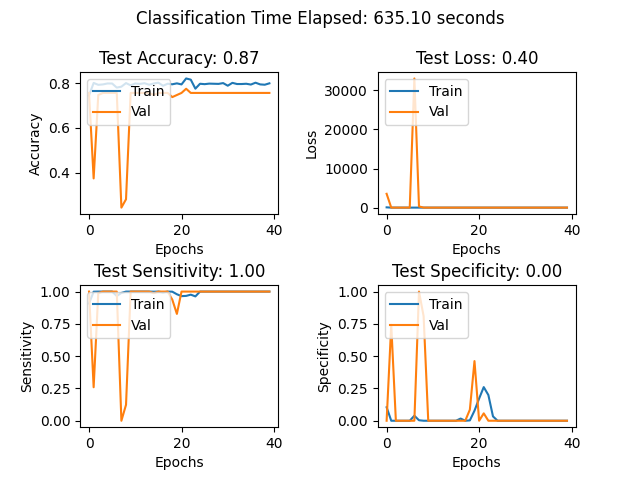 Classification Time Elapsed: 635.10 seconds
Test Accuracy: 0.87
Test Loss: 0.40
0.8
0.6
0.4
Accuracy
Train
Val
0
20
40
Epochs
30000
20000
10000
0
Loss
Train
Val
0
20
40
Epochs
Test Sensitivity: 1.00
Test Specificity: 0.00
1.00
0.75
0.50
0.25
0.00
Sensitivity
Train
Val
0
20
40
Epochs
1.00
0.75
0.50
0.25
0.00
Specificity
Train
Val
0
20
40
Epochs